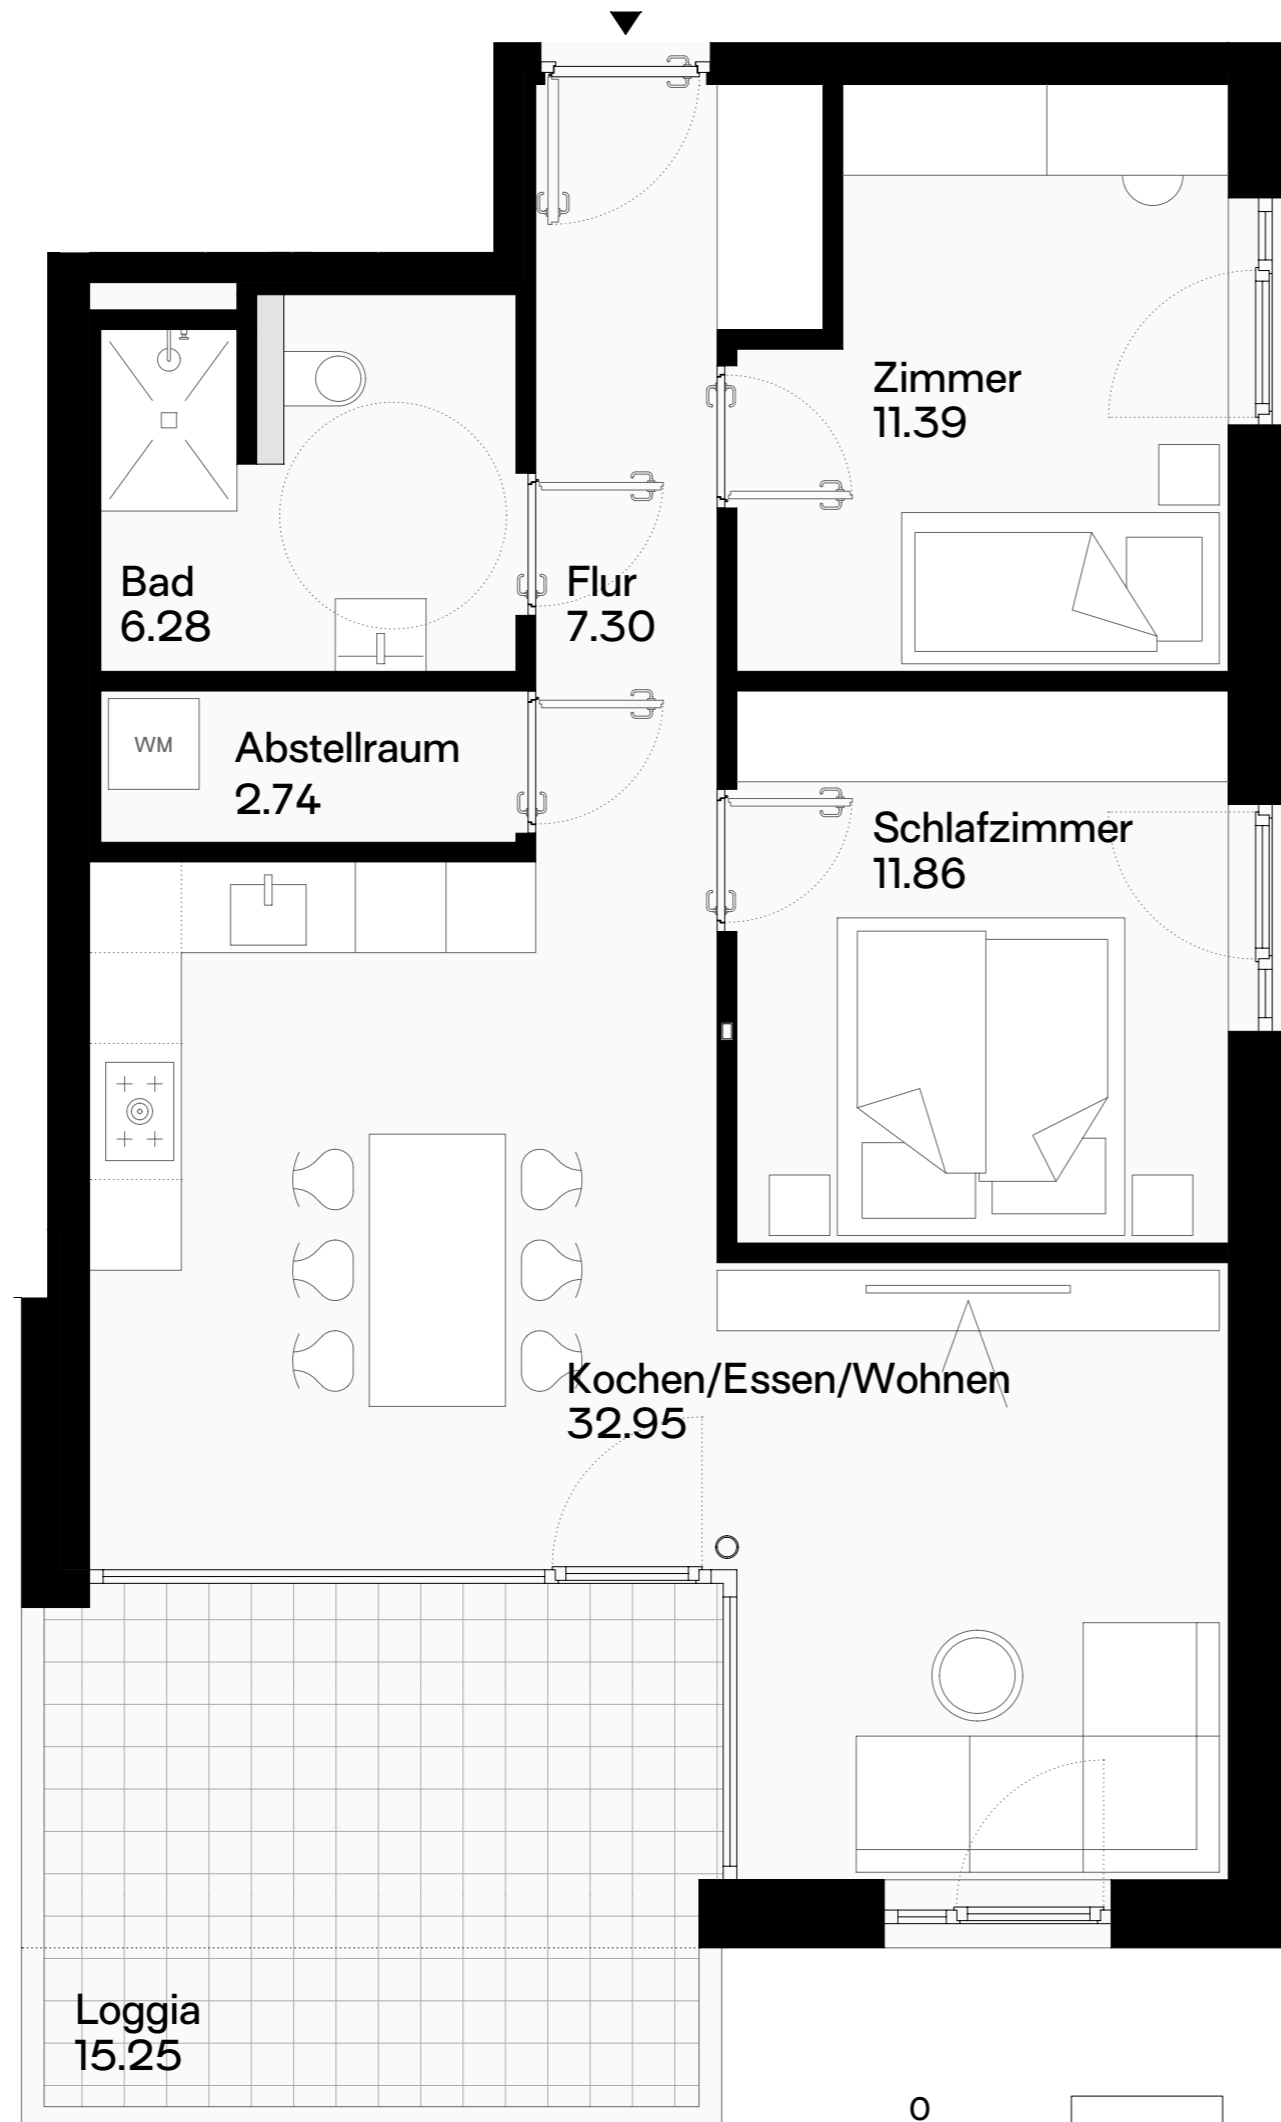 Zimmer
11.39
Bad
6.28
Flur
7.30
WM
Abstellraum
2.74
Schlafzimmer
11.86
Kochen/Essen/Wohnen
32.95
Loggia
15.25
0